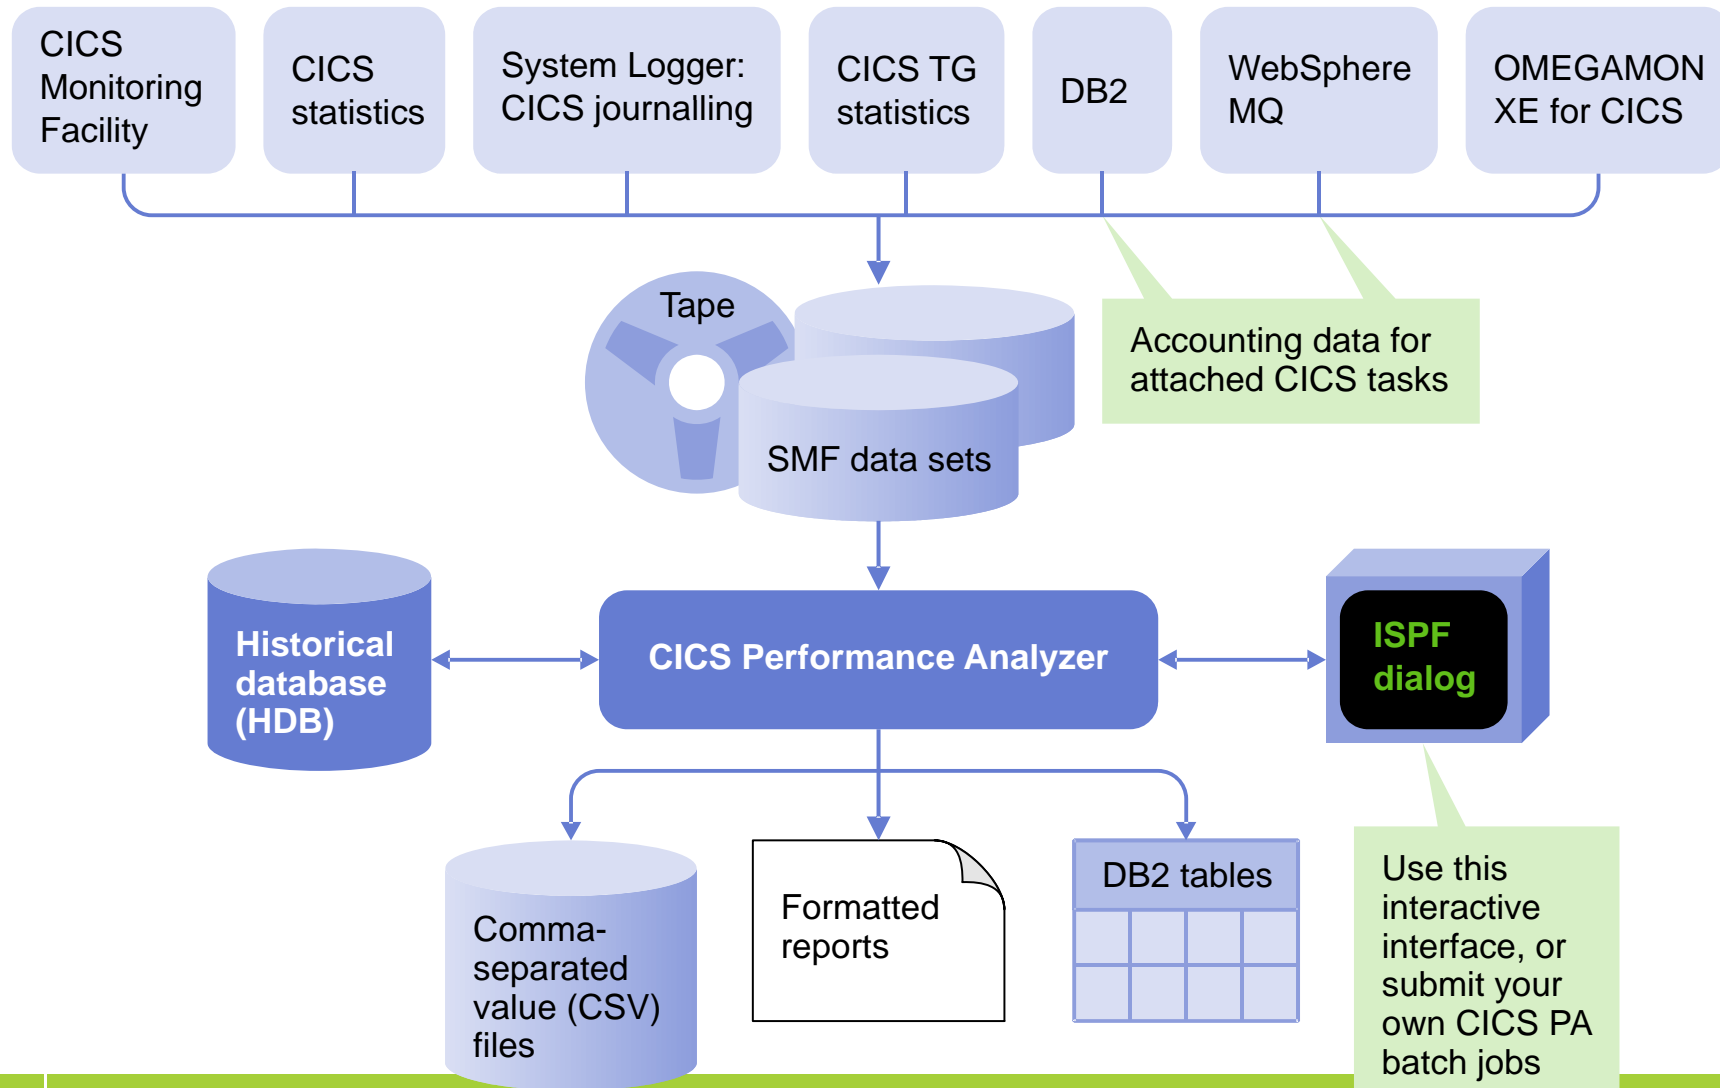 CICS
Monitoring
Facility
CICS
statistics
System Logger:
CICS journalling
CICS TG
statistics
DB2
WebSphere
MQ
OMEGAMON
XE for CICS
Tape
SMF data sets
Accounting data for
attached CICS tasks
Historical
database
(HDB)
CICS Performance Analyzer
ISPF
dialog
Comma-
separated
value (CSV)
files
Formatted
reports
DB2 tables
Use this
interactive
interface, or
submit your
own CICS PA
batch jobs